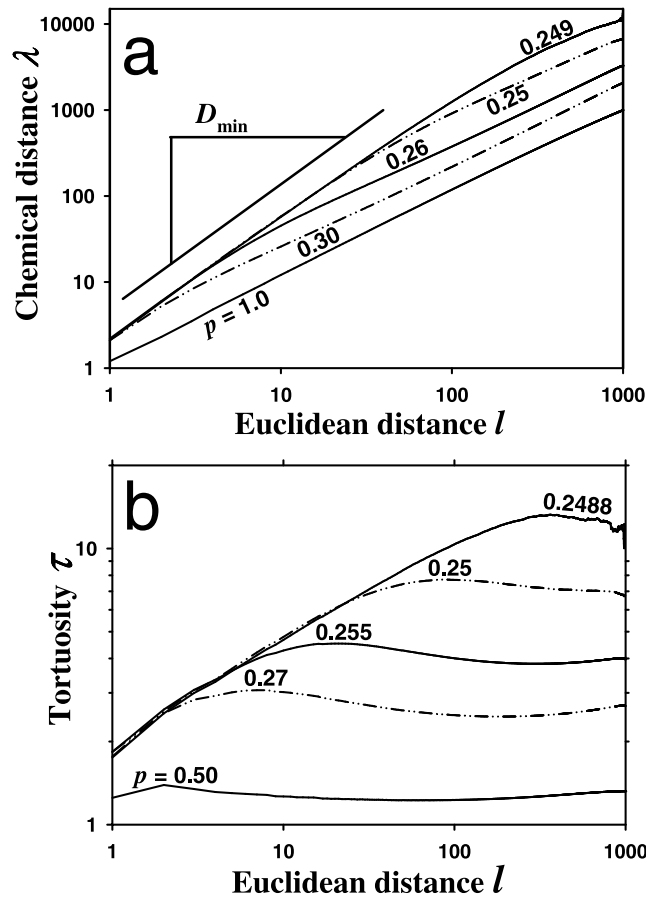 a
10000
1000
100
10
1
Chemical distance λ
D_min
0.249
0.25
0.26
0.30
p = 1.0
1 10 100 1000
Euclidean distance l
b
10
1
Tortuosity τ
0.2488
0.25
0.255
0.27
p = 0.50
1 10 100 1000
Euclidean distance l